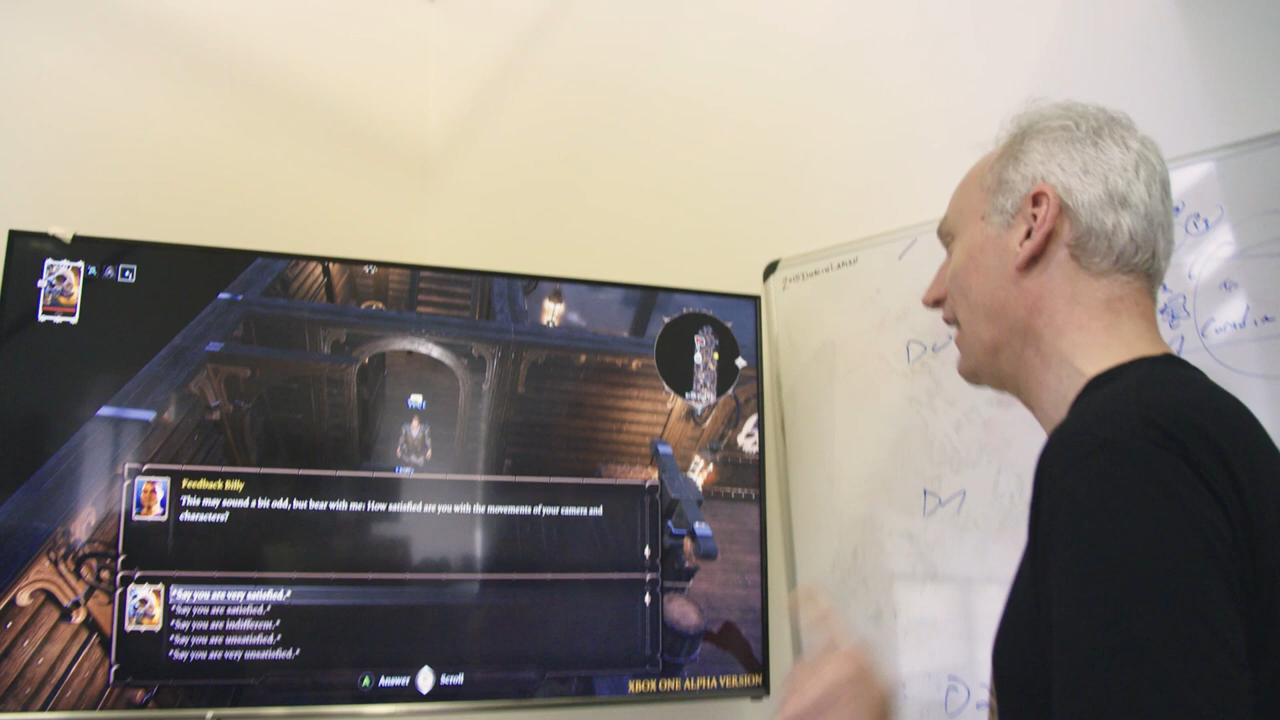 Feedback Billy
This may sound a bit odd, but bear with me: How satisfied are you with the movements of your camera and
characters?
*Say you are very satisfied.*
*Say you are satisfied.*
*Say you are indifferent.*
*Say you are unsatisfied.*
*Say you are very unsatisfied.*
A Answer Scroll
XBOX ONE ALPHA VERSION